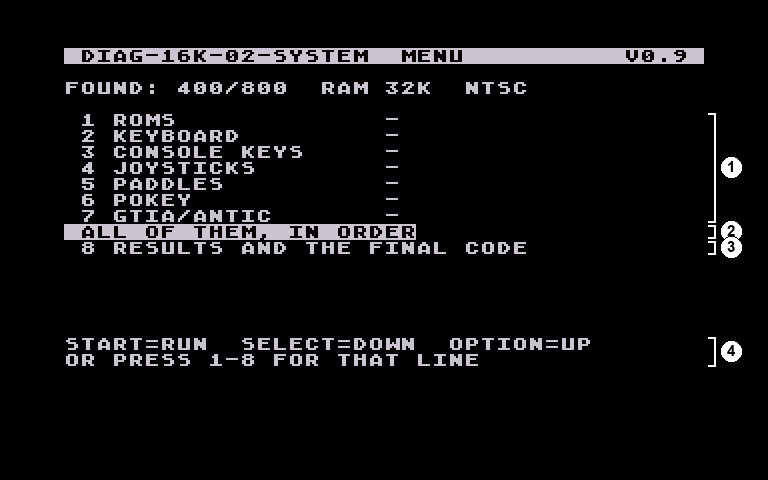 DIAG-16K-02-SYSTEM  MENU          V0.9
FOUND: 400/800  RAM 32K  NTSC
1 ROMS             -
2 KEYBOARD         -
3 CONSOLE KEYS     -
4 JOYSTICKS        -
5 PADDLES          -
6 POKEY            -
7 GTIA/ANTIC       -
1
ALL OF THEM, IN ORDER
2
8 RESULTS AND THE FINAL CODE
3
START=RUN  SELECT=DOWN  OPTION=UP
OR PRESS 1-8 FOR THAT LINE
4